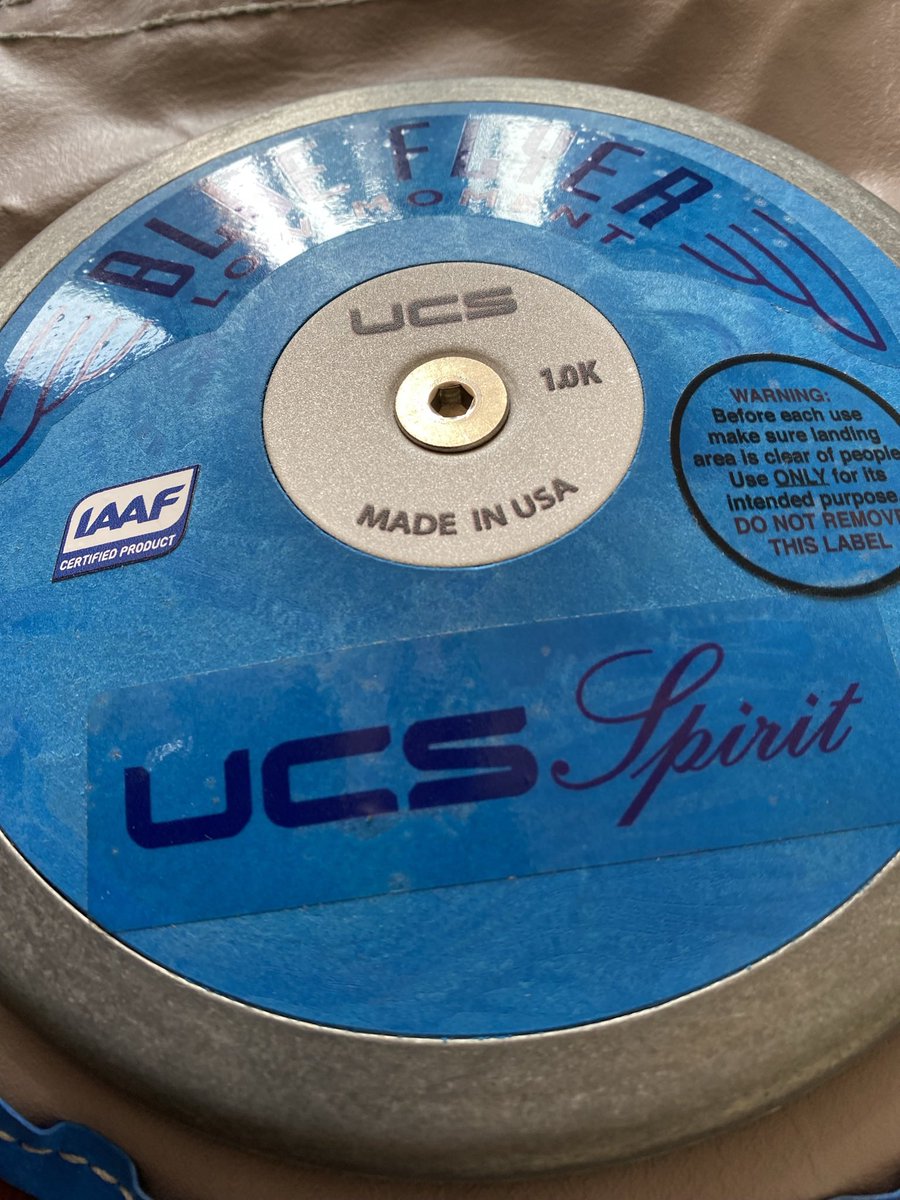 BLUE FLYER
LOW MOMANT
UCS
1.0K
MADE IN USA
WARNING:
Before each use
make sure landing
area is clear of people
Use ONLY for its
intended purpose
DO NOT REMOVE
THIS LABEL
IAAF
CERTIFIED PRODUCT
UCS Spirit